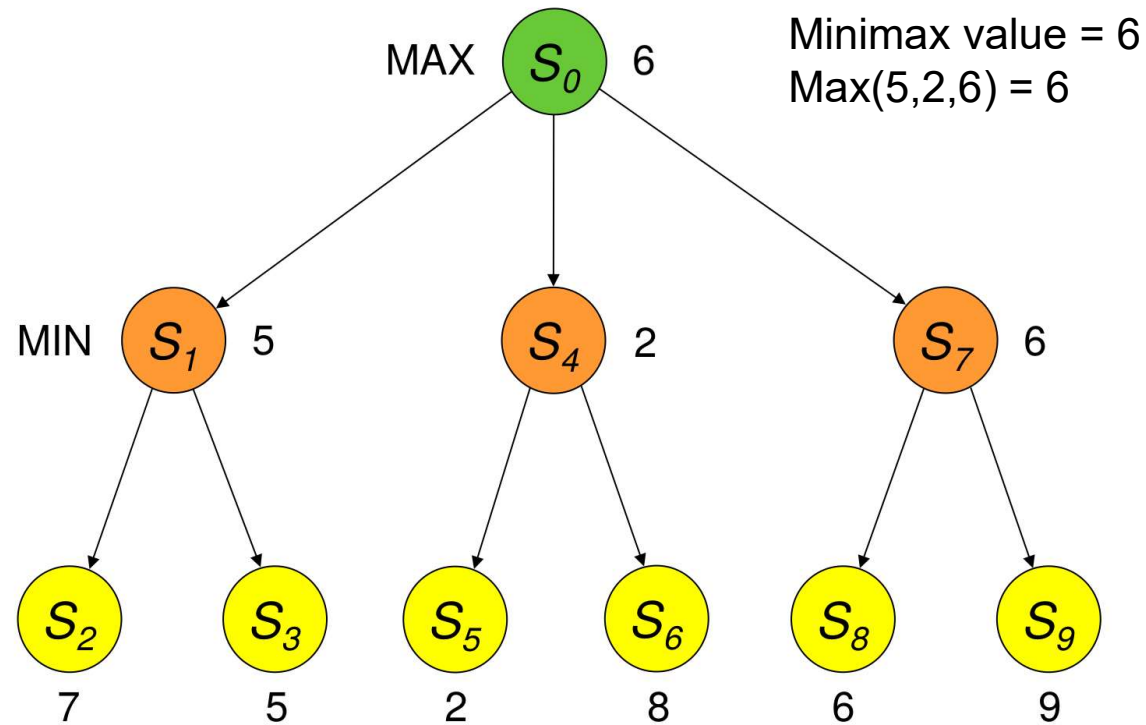 MAX S0 6
Minimax value = 6
Max(5,2,6) = 6
MIN S1 5 S4 2 S7 6
S2 S3 S5 S6 S8 S9
7 5 2 8 6 9